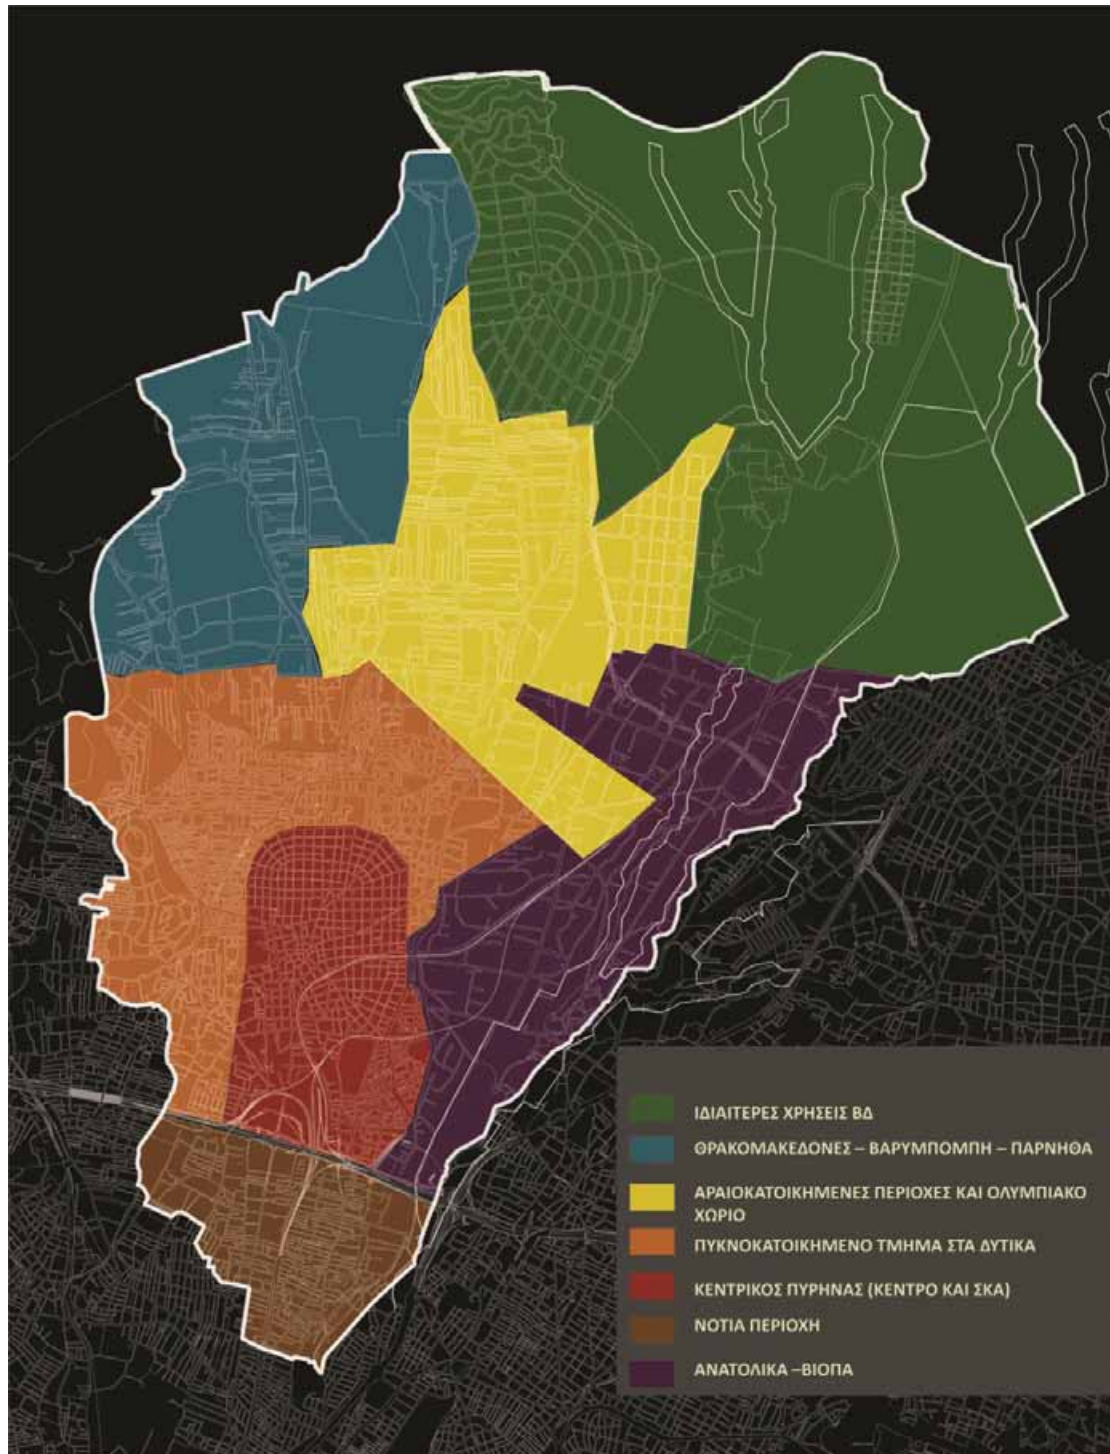 ΙΔΙΑΙΤΕΡΕΣ ΧΡΗΣΕΙΣ ΒΔ
ΘΡΑΚΟΜΑΚΕΔΟΝΕΣ – ΒΑΡΥΜΠΟΜΠΗ – ΠΑΡΝΗΘΑ
ΑΡΑΙΟΚΑΤΟΙΚΗΜΕΝΕΣ ΠΕΡΙΟΧΕΣ ΚΑΙ ΟΛΥΜΠΙΑΚΟ
ΧΩΡΙΟ
ΠΥΚΝΟΚΑΤΟΙΚΗΜΕΝΟ ΤΜΗΜΑ ΣΤΑ ΔΥΤΙΚΑ
ΚΕΝΤΡΙΚΟΣ ΠΥΡΗΝΑΣ (ΚΕΝΤΡΟ ΚΑΙ ΣΚΑ)
ΝΟΤΙΑ ΠΕΡΙΟΧΗ
ΑΝΑΤΟΛΙΚΑ –ΒΙΟΠΑ